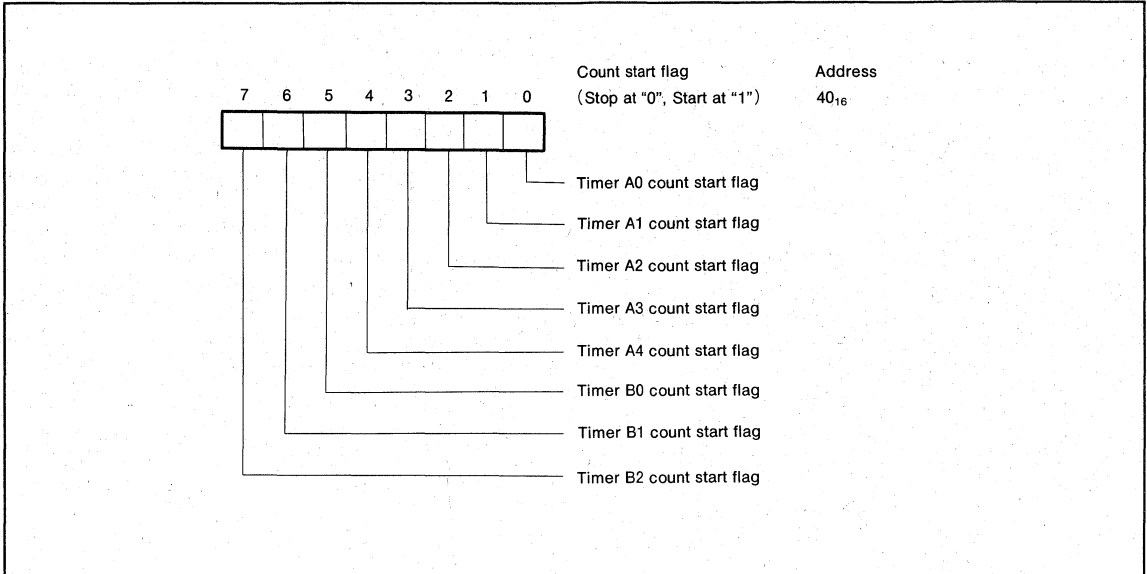 Count start flag Address
7 6 5 4 3 2 1 0 (Stop at “0”, Start at “1”) 40₁₆
Timer A0 count start flag
Timer A1 count start flag
Timer A2 count start flag
Timer A3 count start flag
Timer A4 count start flag
Timer B0 count start flag
Timer B1 count start flag
Timer B2 count start flag